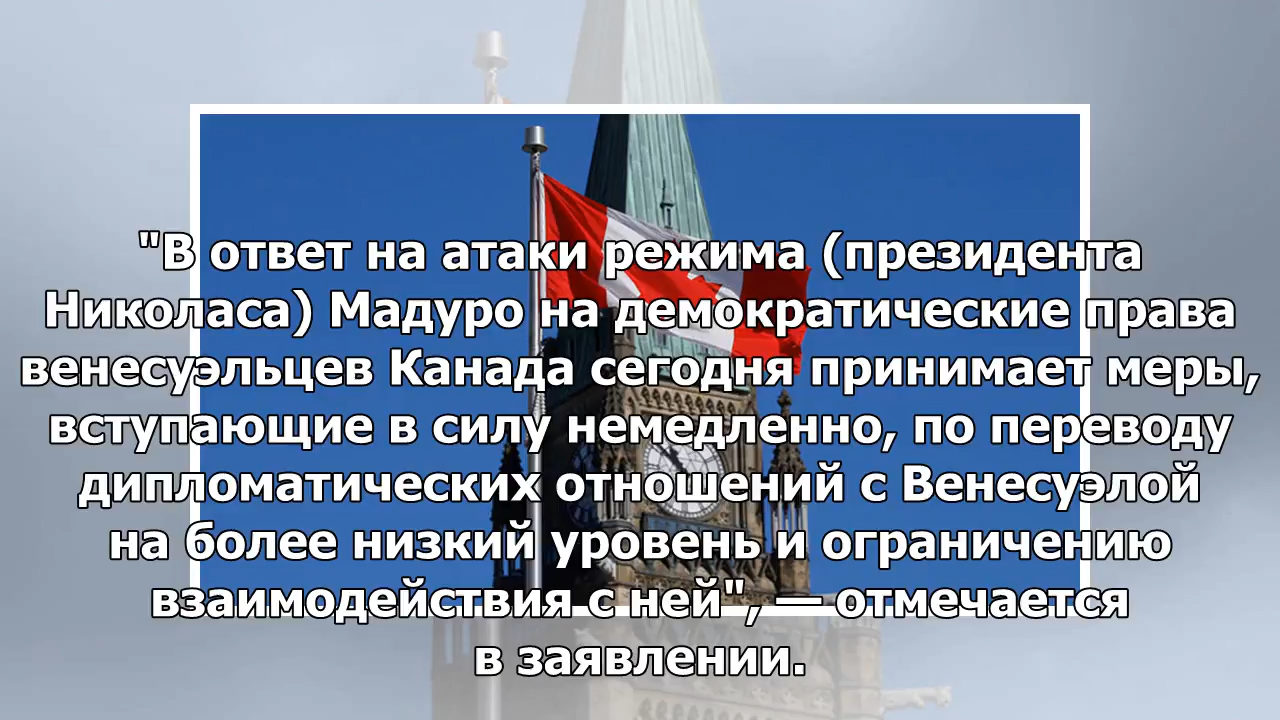 "В ответ на атаки режима (президента
Николаса) Мадуро на демократические права
венесуэльцев Канада сегодня принимает меры,
вступающие в силу немедленно, по переводу
дипломатических отношений с Венесуэлой
на более низкий уровень и ограничению
взаимодействия с ней", — отмечается
в заявлении.